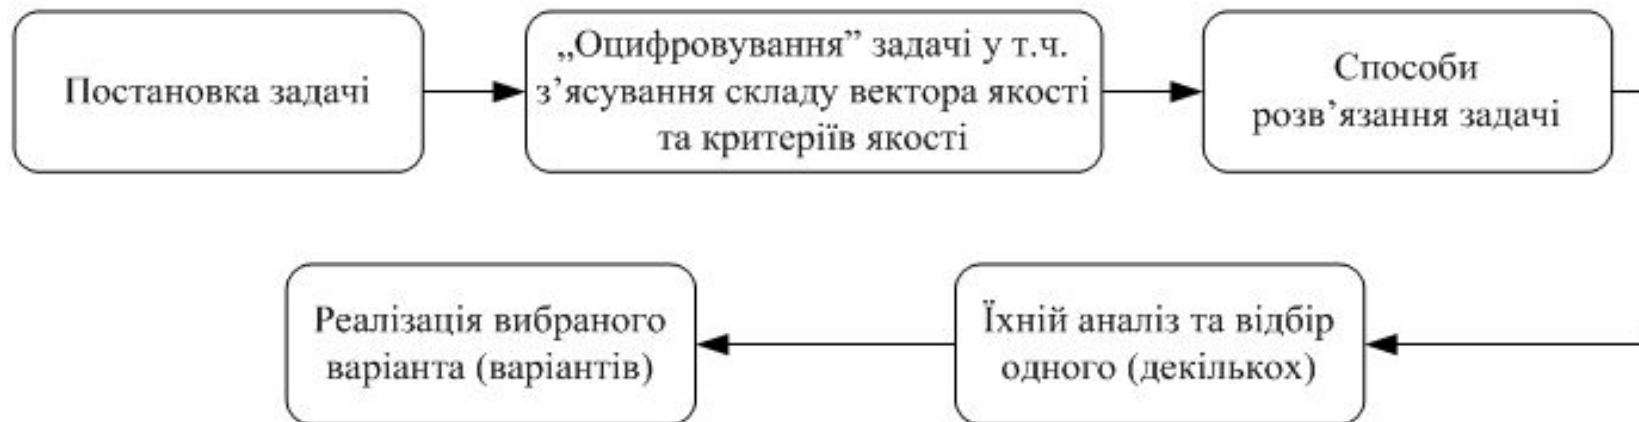 Постановка задачі
„Оцифровування” задачі у т.ч.
з’ясування складу вектора якості
та критеріїв якості
Способи
розв’язання задачі
Їхній аналіз та відбір
одного (декількох)
Реалізація вибраного
варіанта (варіантів)